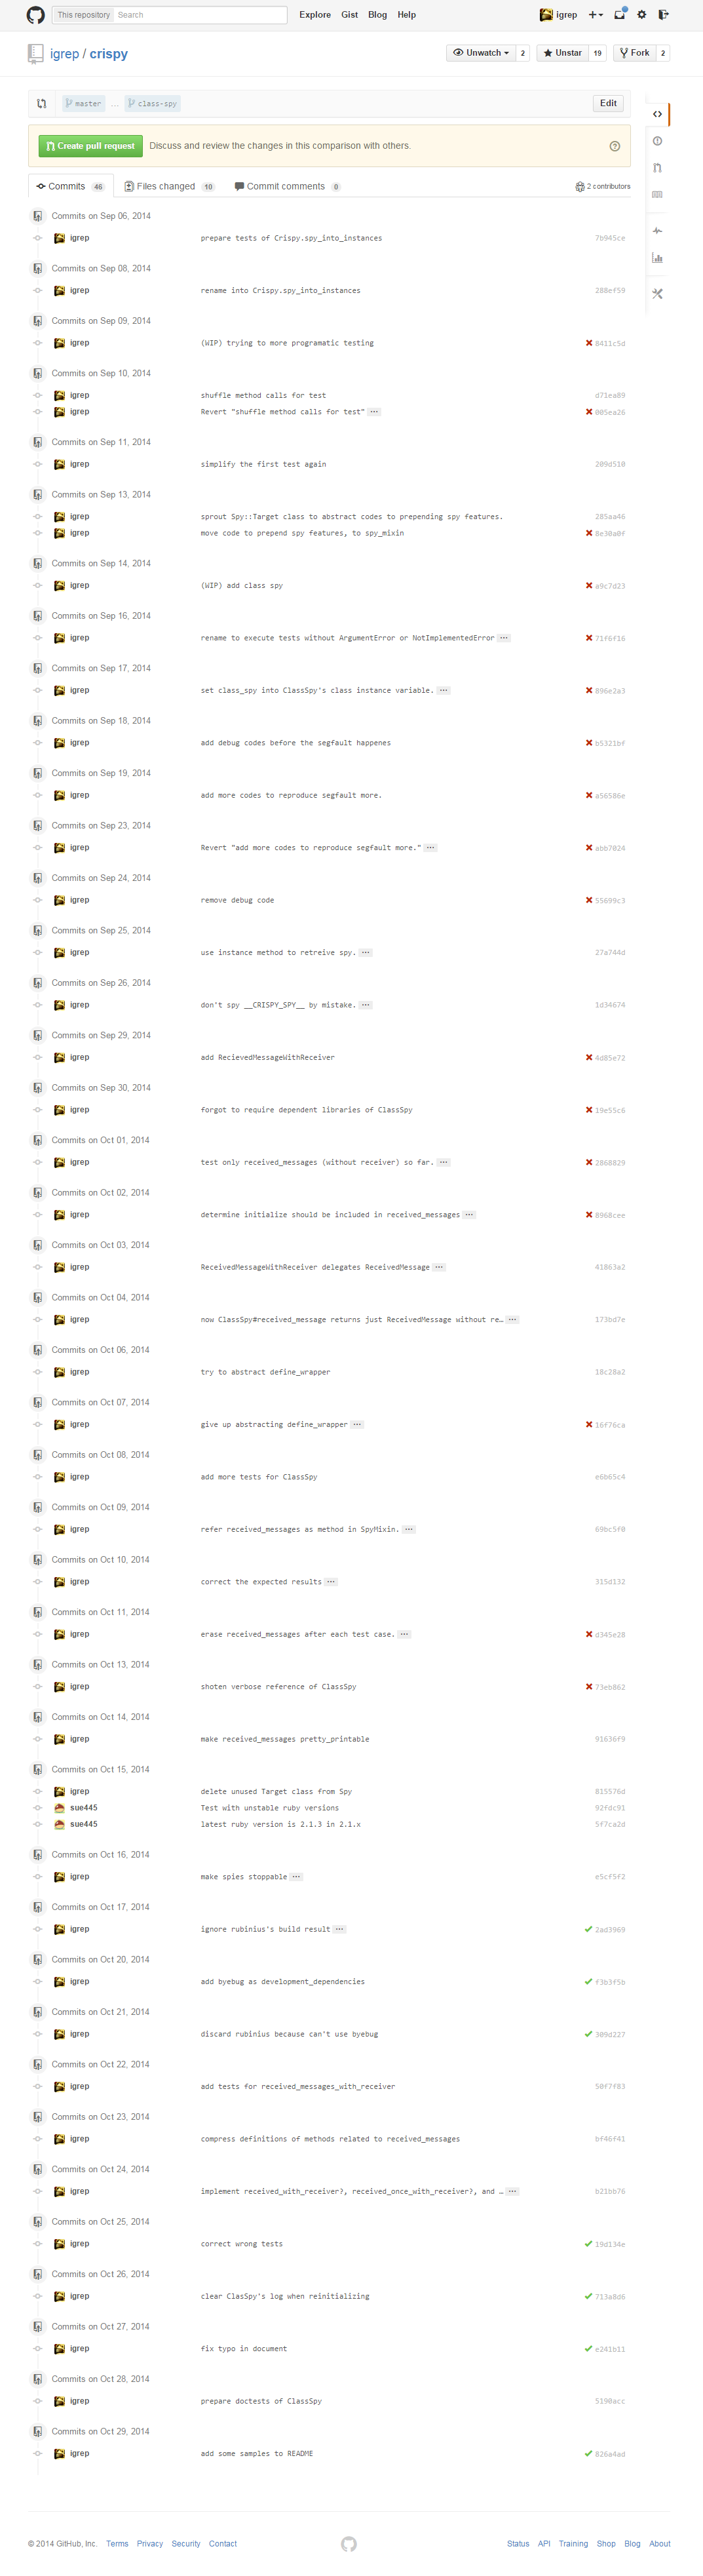 This repository Search Explore Gist Blog Help igrep
igrep / crispy Unwatch 2 Unstar 19 Fork 2
master ... class-spy Edit
Create pull request Discuss and review the changes in this comparison with others.
Commits 46 Files changed 10 Commit comments 0 2 contributors
Commits on Sep 06, 2014
igrep prepare tests of Crispy.spy_into_instances 7b945ce
Commits on Sep 08, 2014
igrep rename into Crispy.spy_into_instances 288ef59
Commits on Sep 09, 2014
igrep (WIP) trying to more programatic testing 8411c5d
Commits on Sep 10, 2014
igrep shuffle method calls for test d71ea89
igrep Revert "shuffle method calls for test" … 005ea26
Commits on Sep 11, 2014
igrep simplify the first test again 209d510
Commits on Sep 13, 2014
igrep sprout Spy::Target class to abstract codes to prepending spy features. 285aa46
igrep move code to prepend spy features, to spy_mixin 8e30a0f
Commits on Sep 14, 2014
igrep (WIP) add class spy a9c7d23
Commits on Sep 16, 2014
igrep rename to execute tests without ArgumentError or NotImplementedError … 71f6f16
Commits on Sep 17, 2014
igrep set class_spy into ClassSpy's class instance variable. … 896e2a3
Commits on Sep 18, 2014
igrep add debug codes before the segfault happenes b5321bf
Commits on Sep 19, 2014
igrep add more codes to reproduce segfault more. a56586e
Commits on Sep 23, 2014
igrep Revert "add more codes to reproduce segfault more." … abb7024
Commits on Sep 24, 2014
igrep remove debug code 55699c3
Commits on Sep 25, 2014
igrep use instance method to retreive spy. … 27a744d
Commits on Sep 26, 2014
igrep don't spy __CRISPY_SPY__ by mistake. … 1d34674
Commits on Sep 29, 2014
igrep add RecievedMessageWithReceiver 4d85e72
Commits on Sep 30, 2014
igrep forgot to require dependent libraries of ClassSpy 19e55c6
Commits on Oct 01, 2014
igrep test only received_messages (without receiver) so far. … 2868829
Commits on Oct 02, 2014
igrep determine initialize should be included in received_messages … 8968cee
Commits on Oct 03, 2014
igrep ReceivedMessageWithReceiver delegates ReceivedMessage … 41863a2
Commits on Oct 04, 2014
igrep now ClassSpy#received_message returns just ReceivedMessage without re… … 173bd7e
Commits on Oct 06, 2014
igrep try to abstract define_wrapper 18c28a2
Commits on Oct 07, 2014
igrep give up abstracting define_wrapper … 16f76ca
Commits on Oct 08, 2014
igrep add more tests for ClassSpy e6b65c4
Commits on Oct 09, 2014
igrep refer received_messages as method in SpyMixin. … 69bc5f0
Commits on Oct 10, 2014
igrep correct the expected results … 315d132
Commits on Oct 11, 2014
igrep erase received_messages after each test case. … d345e28
Commits on Oct 13, 2014
igrep shoten verbose reference of ClassSpy 73eb862
Commits on Oct 14, 2014
igrep make received_messages pretty_printable 91636f9
Commits on Oct 15, 2014
igrep delete unused Target class from Spy 815576d
sue445 Test with unstable ruby versions 92fdc91
sue445 latest ruby version is 2.1.3 in 2.1.x 5f7ca2d
Commits on Oct 16, 2014
igrep make spies stoppable … e5cf5f2
Commits on Oct 17, 2014
igrep ignore rubinius's build result … 2ad3969
Commits on Oct 20, 2014
igrep add byebug as development_dependencies f3b3f5b
Commits on Oct 21, 2014
igrep discard rubinius because can't use byebug 309d227
Commits on Oct 22, 2014
igrep add tests for received_messages_with_receiver 50f7f83
Commits on Oct 23, 2014
igrep compress definitions of methods related to received_messages bf46f41
Commits on Oct 24, 2014
igrep implement received_with_receiver?, received_once_with_receiver?, and … … b21bb76
Commits on Oct 25, 2014
igrep correct wrong tests 19d134e
Commits on Oct 26, 2014
igrep clear ClasSpy's log when reinitializing 713a8d6
Commits on Oct 27, 2014
igrep fix typo in document e241b11
Commits on Oct 28, 2014
igrep prepare doctests of ClassSpy 5190acc
Commits on Oct 29, 2014
igrep add some samples to README 826a4ad
© 2014 GitHub, Inc. Terms Privacy Security Contact Status API Training Shop Blog About